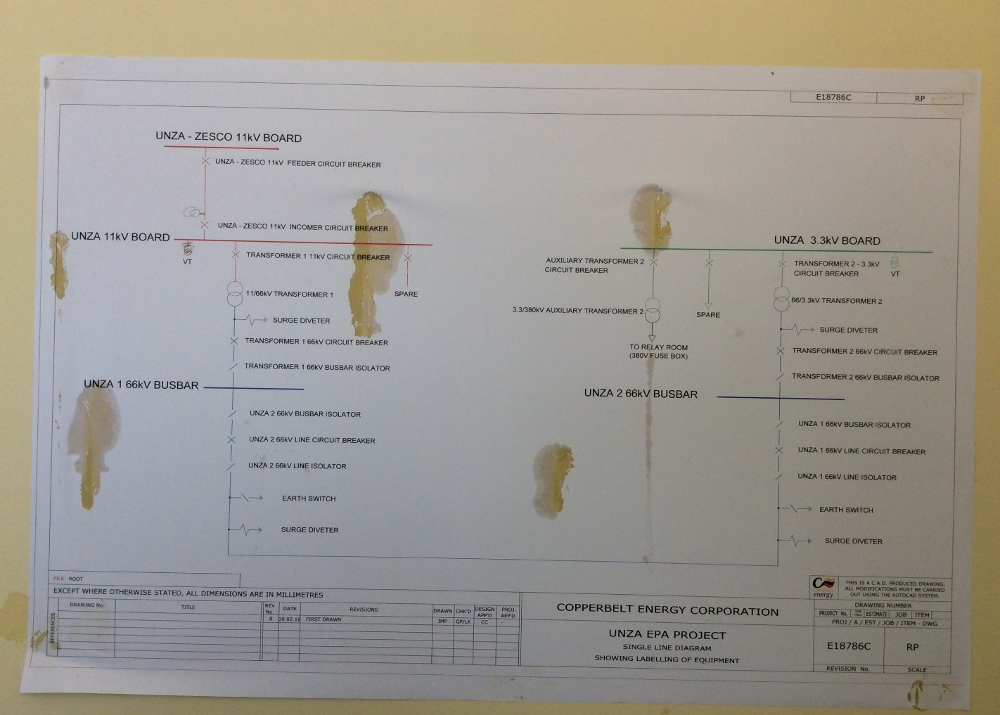 E18786C RP
UNZA - ZESCO 11kV BOARD
UNZA - ZESCO 11kV FEEDER CIRCUIT BREAKER
UNZA - ZESCO 11kV INCOMER CIRCUIT BREAKER
UNZA 11kV BOARD
VT
TRANSFORMER 1 11kV CIRCUIT BREAKER
11/66kV TRANSFORMER 1
SPARE
SURGE DIVETER
TRANSFORMER 1 66kV CIRCUIT BREAKER
TRANSFORMER 1 66kV BUSBAR ISOLATOR
UNZA 1 66kV BUSBAR
UNZA 2 66kV BUSBAR ISOLATOR
UNZA 2 66kV LINE CIRCUIT BREAKER
UNZA 2 66kV LINE ISOLATOR
EARTH SWITCH
SURGE DIVETER
UNZA 3.3kV BOARD
AUXILIARY TRANSFORMER 2
CIRCUIT BREAKER
TRANSFORMER 2 - 3.3kV
CIRCUIT BREAKER
VT
3.3/380kV AUXILIARY TRANSFORMER 2
SPARE
66/3.3kV TRANSFORMER 2
TO RELAY ROOM
(380V FUSE BOX)
SURGE DIVETER
TRANSFORMER 2 66kV CIRCUIT BREAKER
TRANSFORMER 2 66kV BUSBAR ISOLATOR
UNZA 2 66kV BUSBAR
UNZA 1 66kV BUSBAR ISOLATOR
UNZA 1 66kV LINE CIRCUIT BREAKER
UNZA 1 66kV LINE ISOLATOR
EARTH SWITCH
SURGE DIVETER
FILE: ROOT
EXCEPT WHERE OTHERWISE STATED, ALL DIMENSIONS ARE IN MILLIMETRES
REFERENCES
DRAWING No. TITLE
REV No. DATE REVISIONS DRAWN CHK'D DESIGN APP'D PROJ. APP'D
0 09.02.16 FIRST DRAWN JMP GP/LK CC -
COPPERBELT ENERGY CORPORATION
UNZA EPA PROJECT
SINGLE LINE DIAGRAM
SHOWING LABELLING OF EQUIPMENT
energy
THIS IS A C.A.D. PRODUCED DRAWING.
ALL MODIFICATIONS MUST BE CARRIED
OUT USING THE AUTOCAD SYSTEM.
DRAWING NUMBER
PROJECT No. ESTIMATE JOB ITEM
PROJ / A / EST / JOB / ITEM - DWG
E18786C RP
REVISION No. SCALE